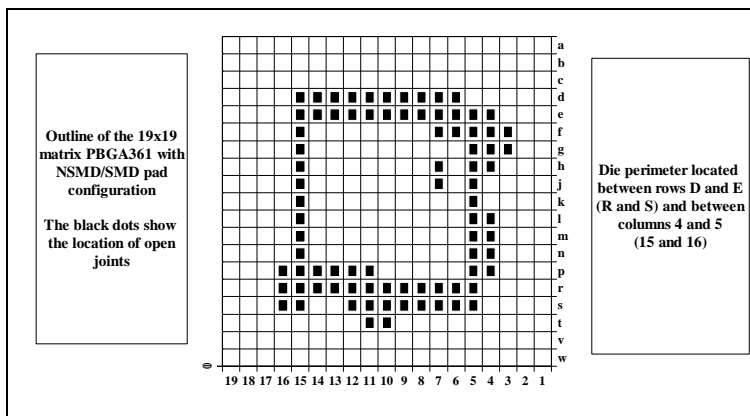 Outline of the 19x19
matrix PBGA361 with
NSMD/SMD pad
configuration
The black dots show
the location of open
joints
a
b
c
d
e
f
g
h
j
k
l
m
n
p
r
s
t
v
w
0
19 18 17 16 15 14 13 12 11 10 9 8 7 6 5 4 3 2 1
Die perimeter located
between rows D and E
(R and S) and between
columns 4 and 5
(15 and 16)